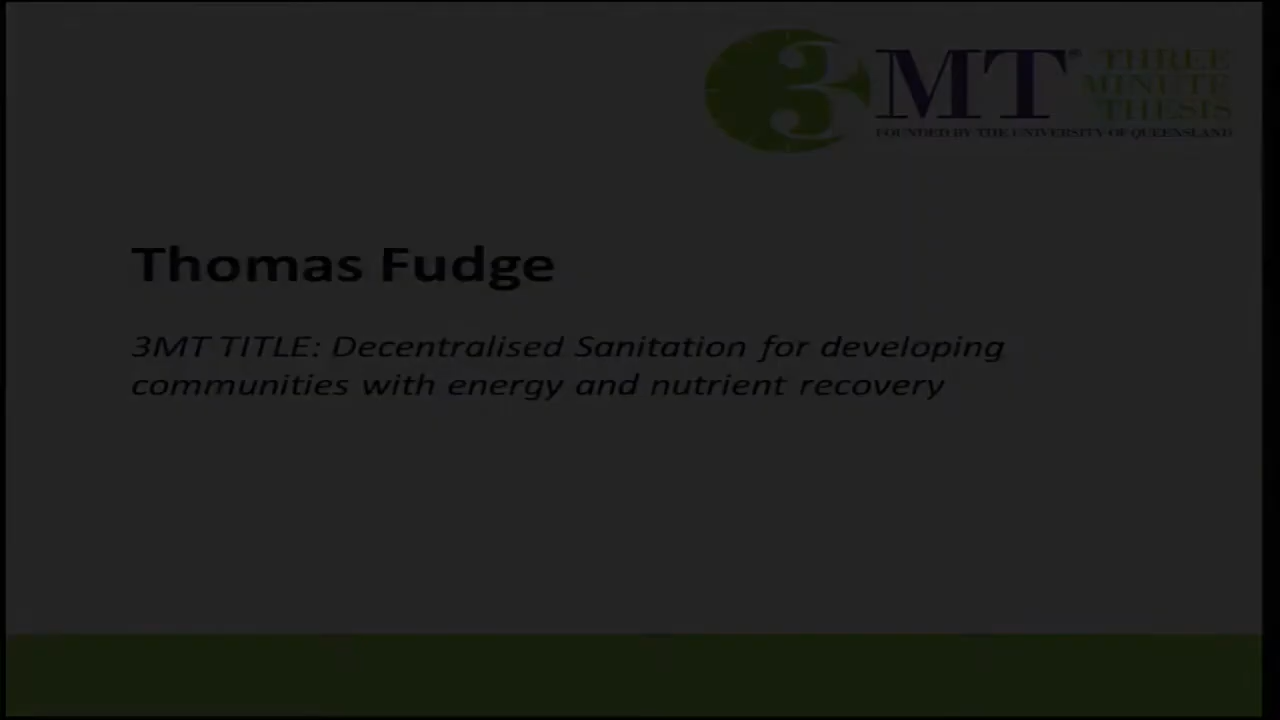 3MT® THREE
MINUTE
THESIS
FOUNDED BY THE UNIVERSITY OF QUEENSLAND
Thomas Fudge
3MT TITLE: Decentralised Sanitation for developing
communities with energy and nutrient recovery